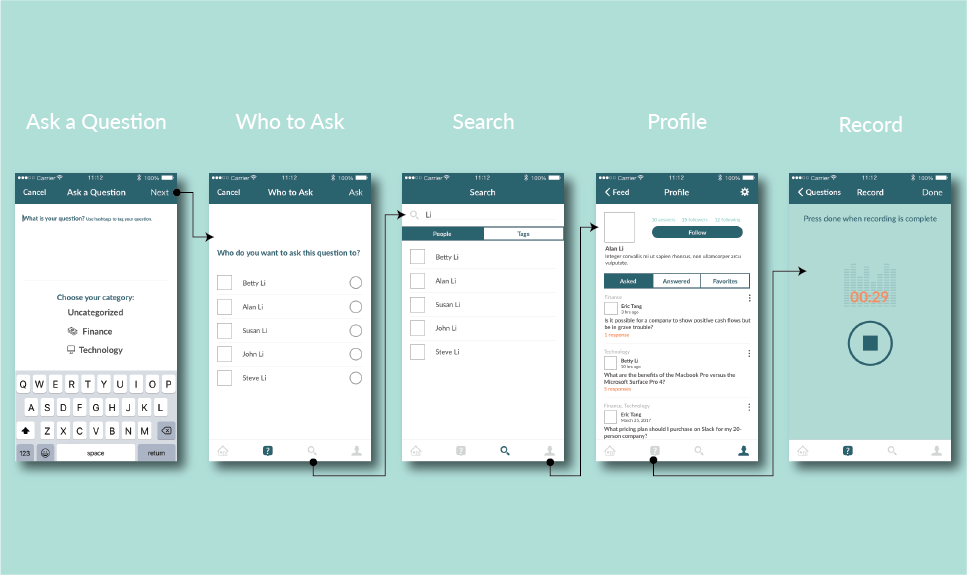 Ask a Question
Who to Ask
Search
Profile
Record
Carrier 11:12 100%
Cancel Ask a Question Next
What is your question? Use hashtags to tag your question.
Choose your category:
Uncategorized
Finance
Technology
Q W E R T Y U I O P
A S D F G H J K L
Z X C V B N M
123 space return
Carrier 11:12 100%
Cancel Who to Ask Ask
Who do you want to ask this question to?
Betty Li
Alan Li
Susan Li
John Li
Steve Li
?
Carrier 11:12 100%
Search
Li
People Tags
Betty Li
Alan Li
Susan Li
John Li
Steve Li
?
Carrier 11:12 100%
Feed Profile
30 answers 15 followers 12 following
Follow
Alan Li
Integer convallis mi ut sapien rhoncus, non ullamcorper arcu
vulputate.
Asked Answered Favorites
Finance
Eric Tang
3 hrs ago
Is it possible for a company to show positive cash flows but
be in grave trouble?
1 response
Technology
Betty Li
10 hrs ago
What are the benefits of the Macbook Pro versus the
Microsoft Surface Pro 4?
5 responses
Finance, Technology
Eric Tang
March 25, 2017
What pricing plan should I purchase on Slack for my 20-
person company?
?
Carrier 11:12 100%
Questions Record Done
Press done when recording is complete
00:29
?